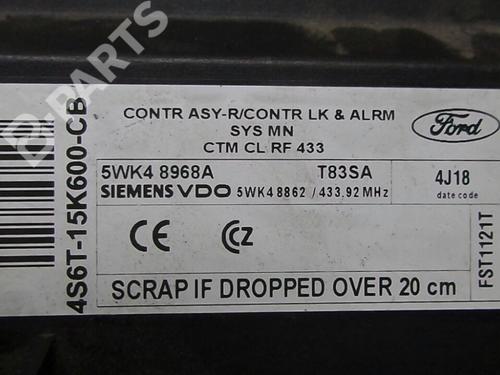 B-PARTS
4S6T-15K600-CB
CONTR ASY-R/CONTR LK & ALRM
SYS MN
CTM CL RF 433
Ford
5WK4 8968A T83SA
SIEMENS VDO 5WK4 8862 / 433,92 MHz
4J18
date code
CE CZ
FST1121T
SCRAP IF DROPPED OVER 20 cm